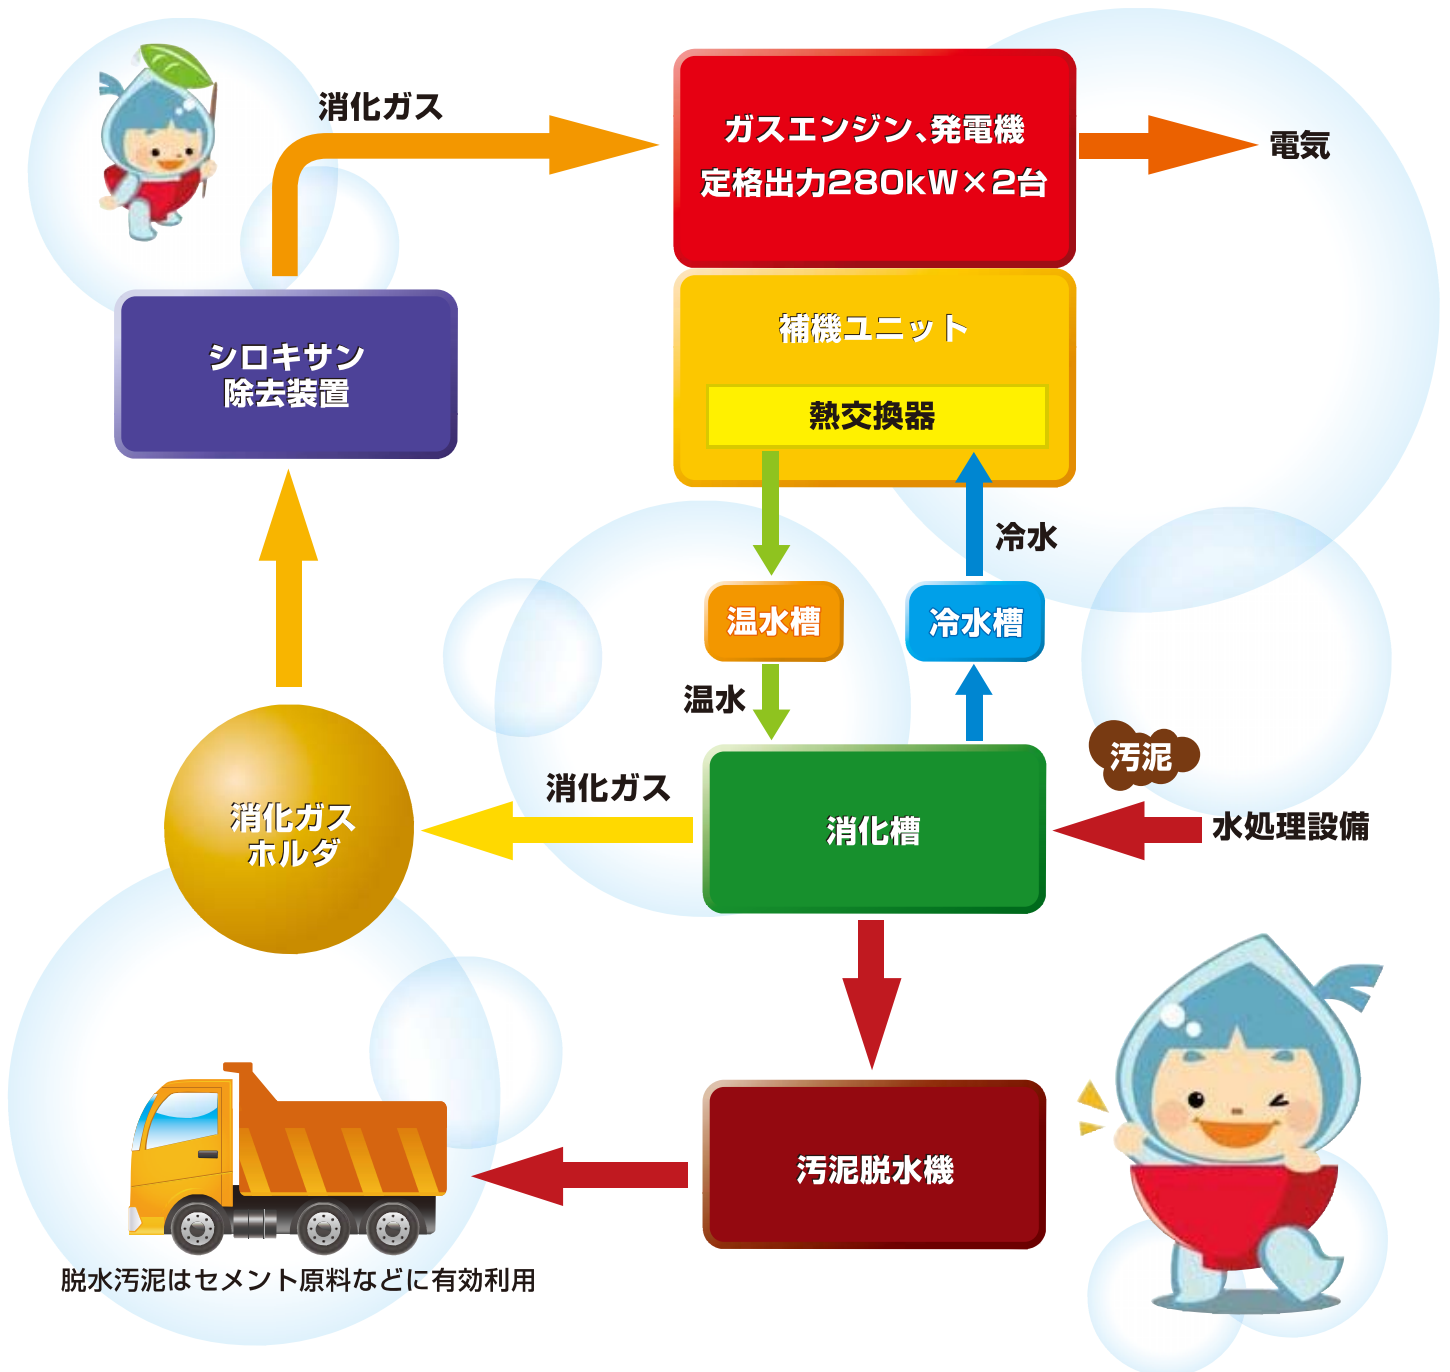 消化ガス
ガスエンジン、発電機
定格出力280kW×2台
電気
シロキサン
除去装置
補機ユニット
熱交換器
冷水
温水槽
冷水槽
温水
汚泥
消化ガス
消化ガス
ホルダ
消化槽
水処理設備
汚泥脱水機
脱水汚泥はセメント原料などに有効利用